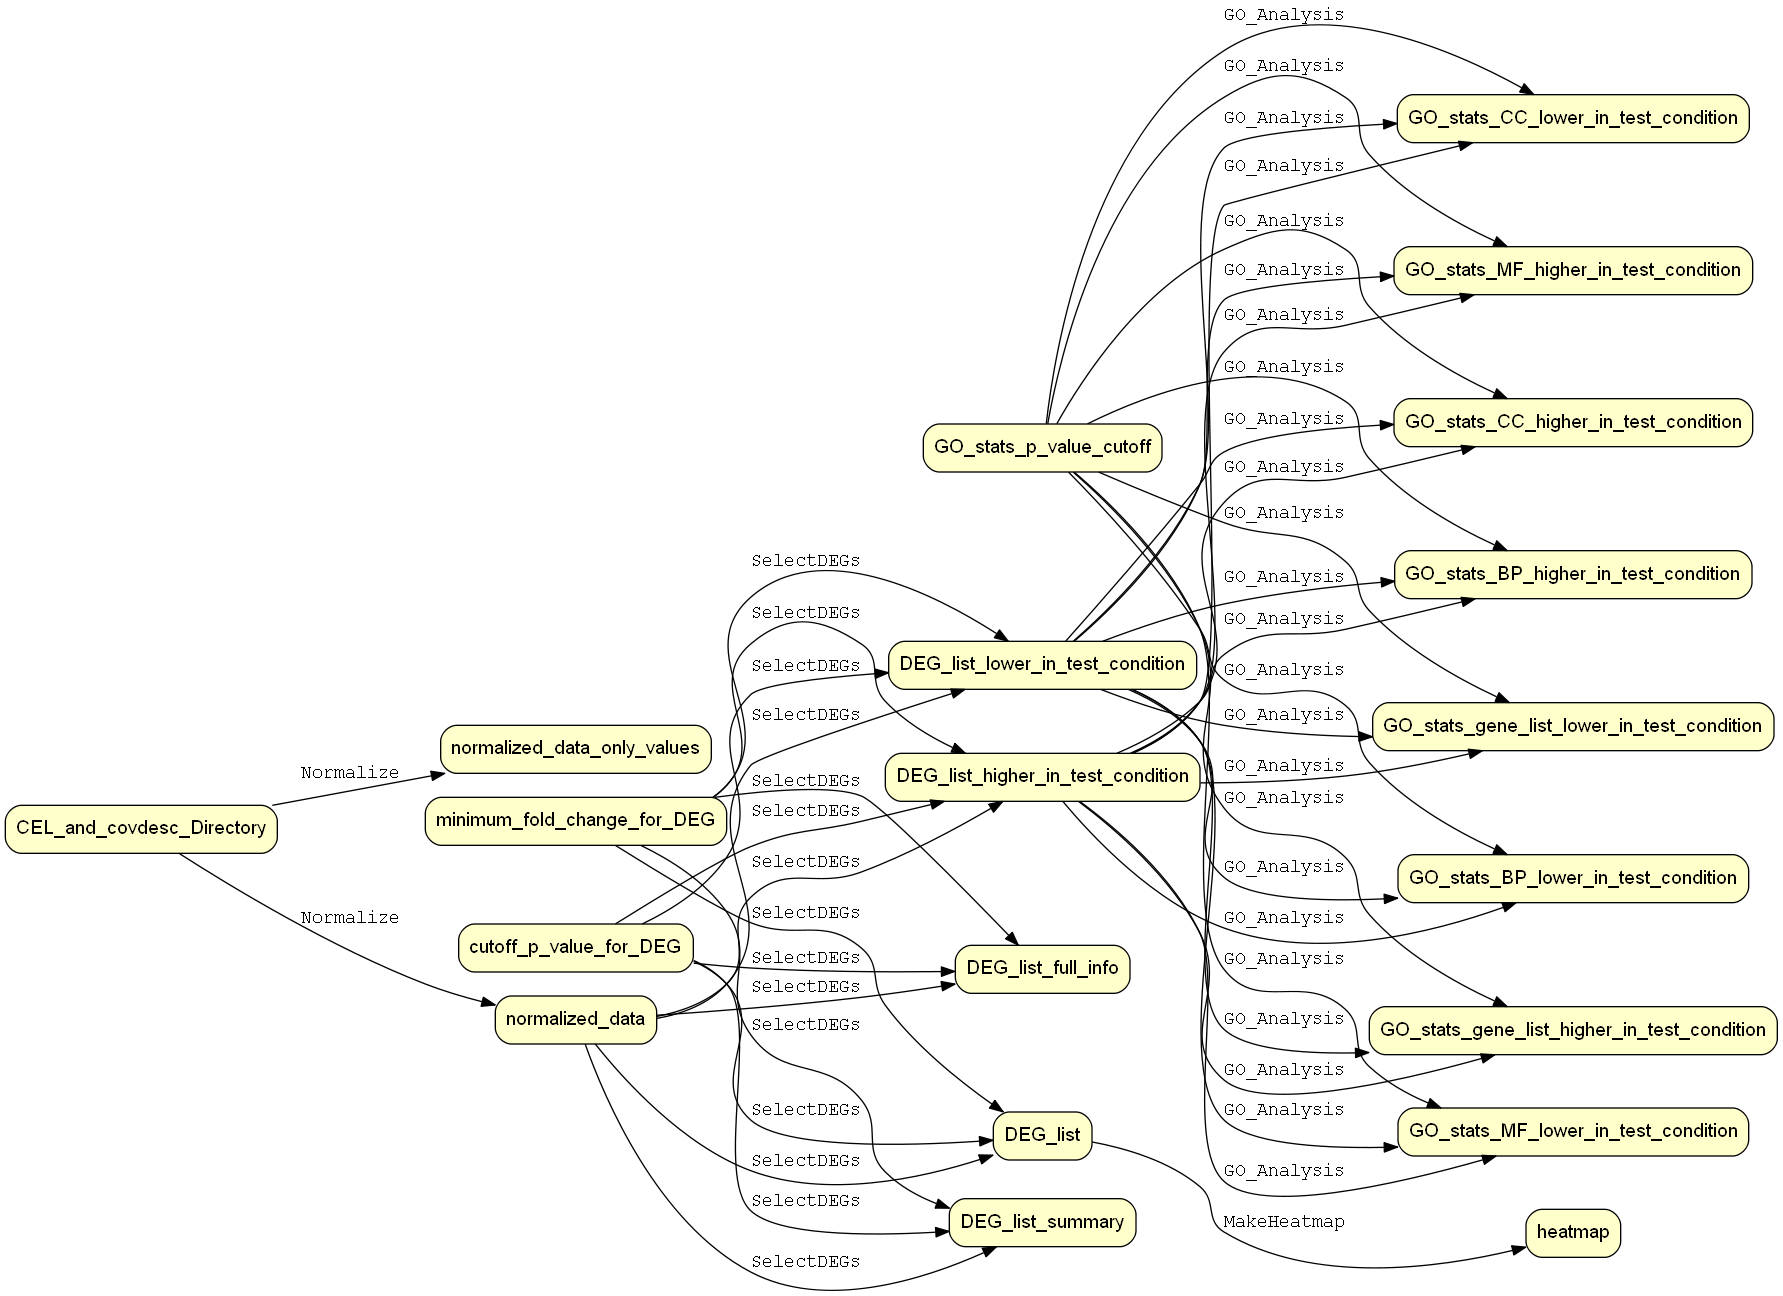 GO_Analysis
GO_Analysis
GO_stats_CC_lower_in_test_condition
GO_Analysis
GO_Analysis
GO_Analysis
GO_stats_MF_higher_in_test_condition
GO_Analysis
GO_Analysis
GO_Analysis
GO_stats_CC_higher_in_test_condition
GO_Analysis
GO_stats_p_value_cutoff
GO_Analysis
GO_Analysis
SelectDEGs
GO_stats_BP_higher_in_test_condition
GO_Analysis
SelectDEGs
GO_Analysis
DEG_list_lower_in_test_condition
SelectDEGs
GO_Analysis
SelectDEGs
GO_Analysis
GO_stats_gene_list_lower_in_test_condition
normalized_data_only_values
Normalize
GO_Analysis
DEG_list_higher_in_test_condition
SelectDEGs
GO_Analysis
SelectDEGs
minimum_fold_change_for_DEG
CEL_and_covdesc_Directory
SelectDEGs
GO_Analysis
GO_stats_BP_lower_in_test_condition
SelectDEGs
Normalize
GO_Analysis
cutoff_p_value_for_DEG
SelectDEGs
GO_Analysis
DEG_list_full_info
SelectDEGs
normalized_data
SelectDEGs
GO_Analysis
GO_stats_gene_list_higher_in_test_condition
GO_Analysis
SelectDEGs
GO_Analysis
DEG_list
GO_stats_MF_lower_in_test_condition
SelectDEGs
GO_Analysis
SelectDEGs
DEG_list_summary
MakeHeatmap
heatmap
SelectDEGs